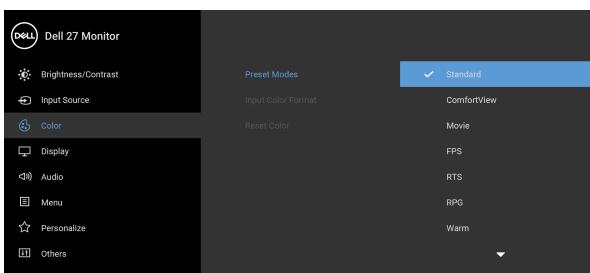 DELL Dell 27 Monitor
Brightness/Contrast Preset Modes Standard
Input Source Input Color Format ComfortView
Color Reset Color Movie
Display FPS
Audio RTS
Menu RPG
Personalize Warm
Others